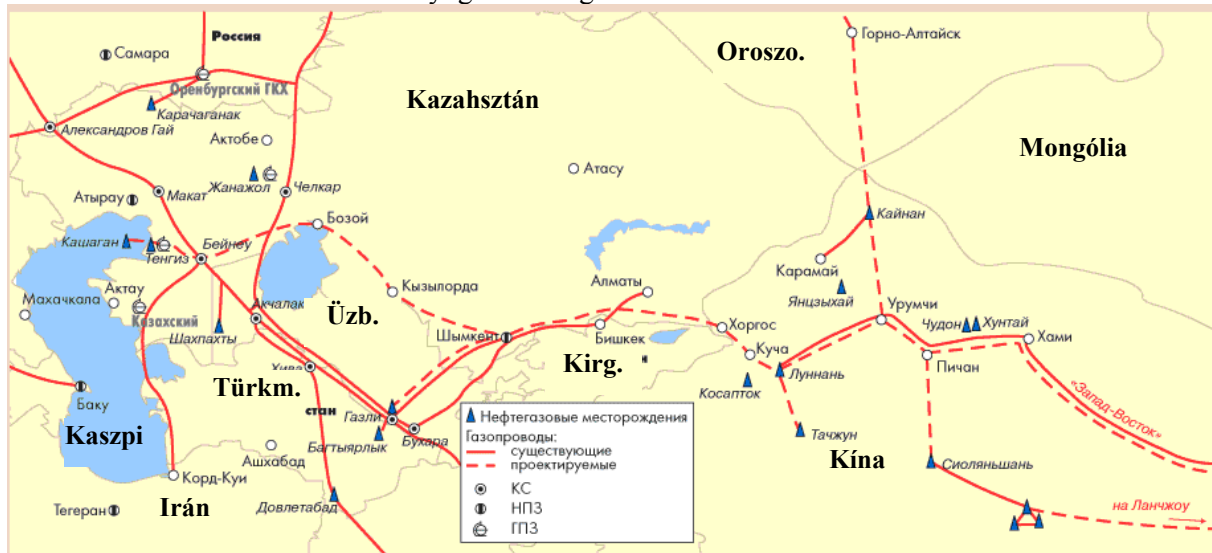 Россия
Самара
Оренбургский ГКХ
Карачаганак
Александров Гай
Актобе
Жанажол
Челкар
Макат
Атырау
Кашаган
Тенгиз
Бейнеу
Бозой
Актау
Махачкала
Казахский
Шахпахты
Акчалак
Хива
Баку
Kaszpi
Türkm.
Üzb.
стан
Ашхабад
Корд-Куи
Тегеран
Irán
Довлетабад
Багтыярлык
Газли
Бухара
Kazahsztán
Oroszo.
Горно-Алтайск
Mongólia
Атасу
Кызылорда
Шымкент
Алматы
Бишкек
Kirg.
Хоргос
Куча
Косапток
Луннань
Тачжун
Кайнан
Карамай
Янцзыхай
Урумчи
Чудон
Хунтай
Хами
Пичан
«Запад-Восток»
Kína
Сиоляньшань
на Ланчжоу
Нефтегазовые месторождения
Газопроводы:
существующие
проектируемые
КС
НПЗ
ГПЗ